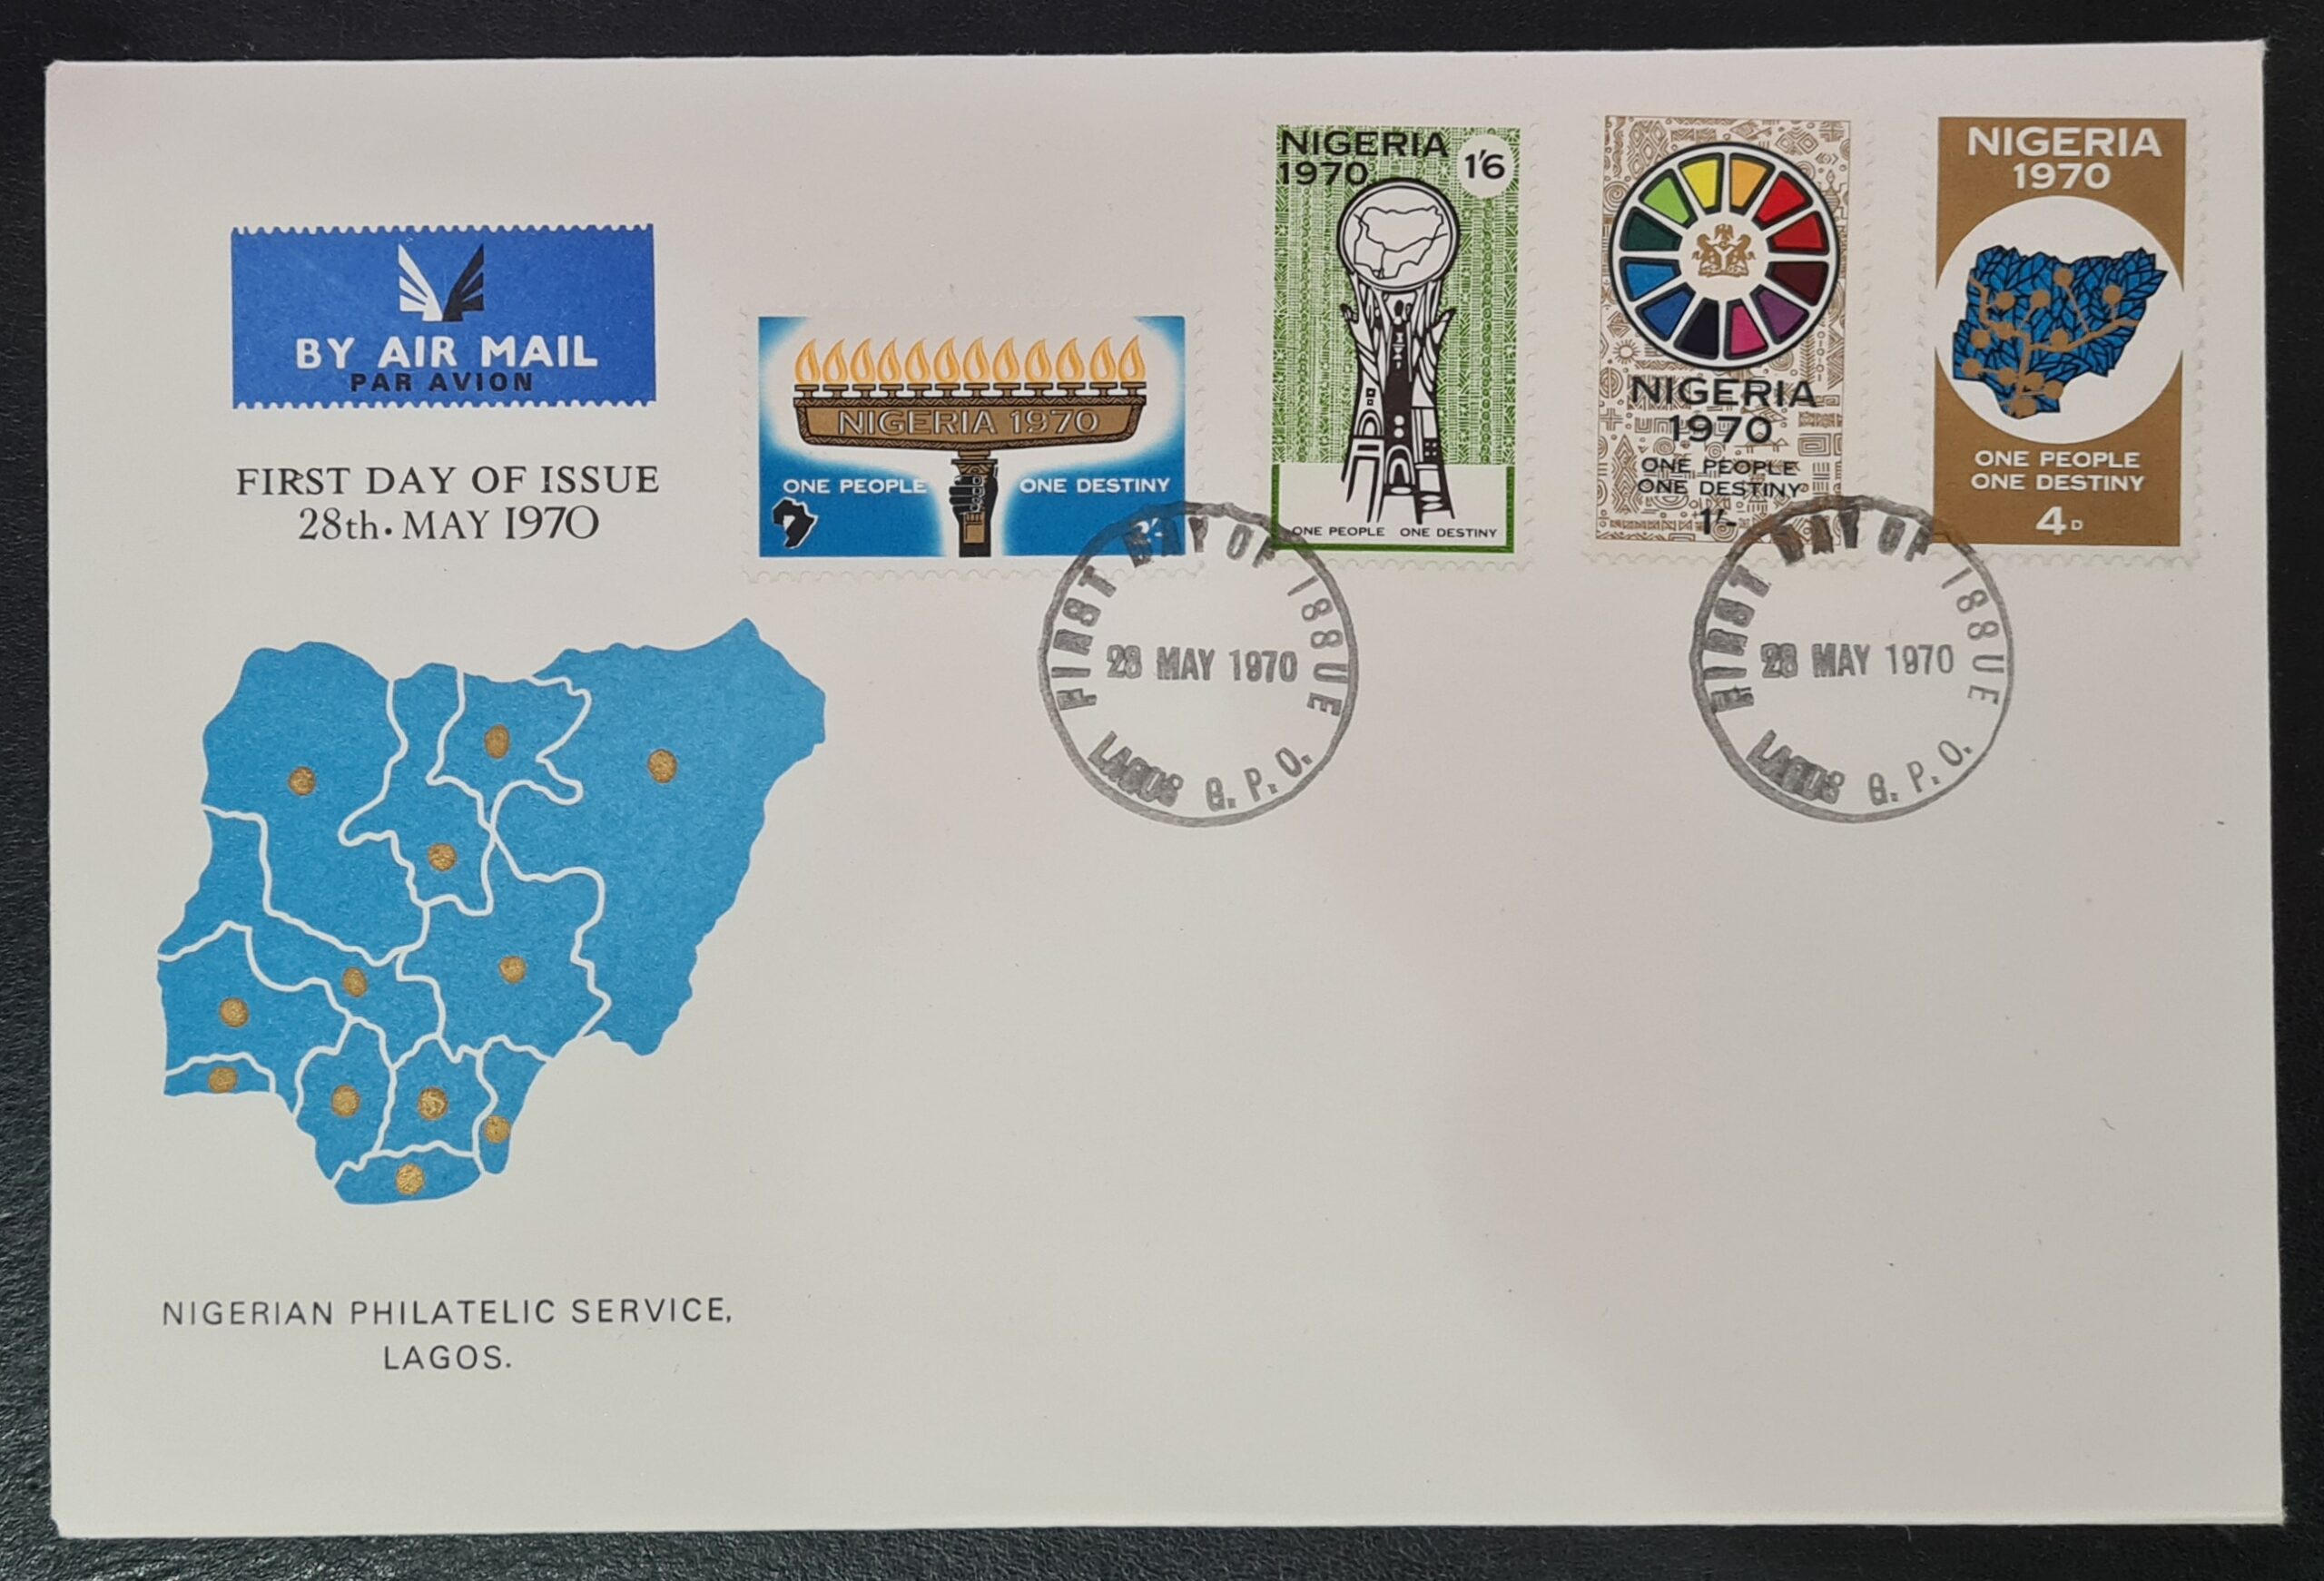 BY AIR MAIL
PAR AVION
FIRST DAY OF ISSUE
28th. MAY 1970
NIGERIA 1970
ONE PEOPLE ONE DESTINY
2/-
NIGERIA
1970
1'6
ONE PEOPLE ONE DESTINY
NIGERIA
1970
ONE PEOPLE
ONE DESTINY
1/-
NIGERIA
1970
ONE PEOPLE
ONE DESTINY
4D
FIRST DAY OF ISSUE
28 MAY 1970
LAGOS G.P.O.
FIRST DAY OF ISSUE
28 MAY 1970
LAGOS G.P.O.
NIGERIAN PHILATELIC SERVICE,
LAGOS.